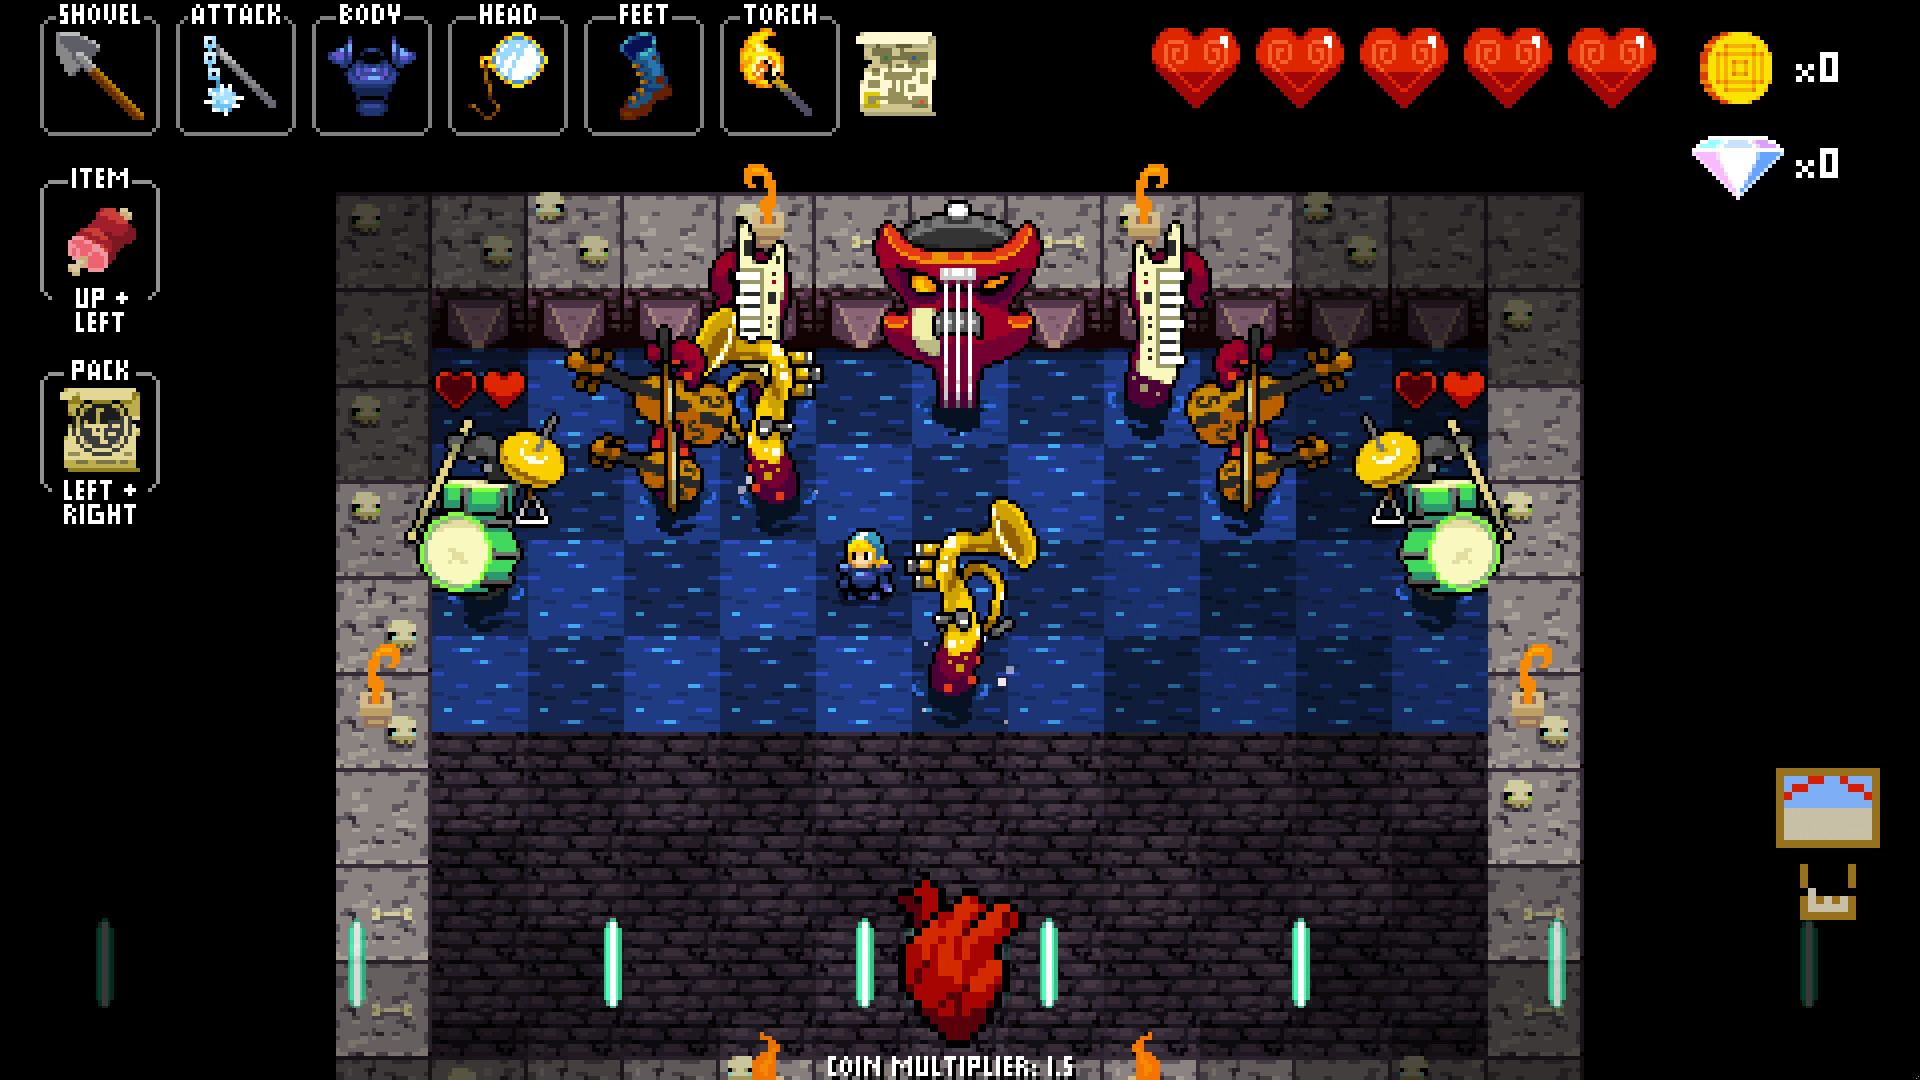 SHOVEL ATTACK BODY HEAD FEET TORCH
x0
x0
ITEM
UP +
LEFT
PACK
LEFT +
RIGHT
COIN MULTIPLIER: 1.5